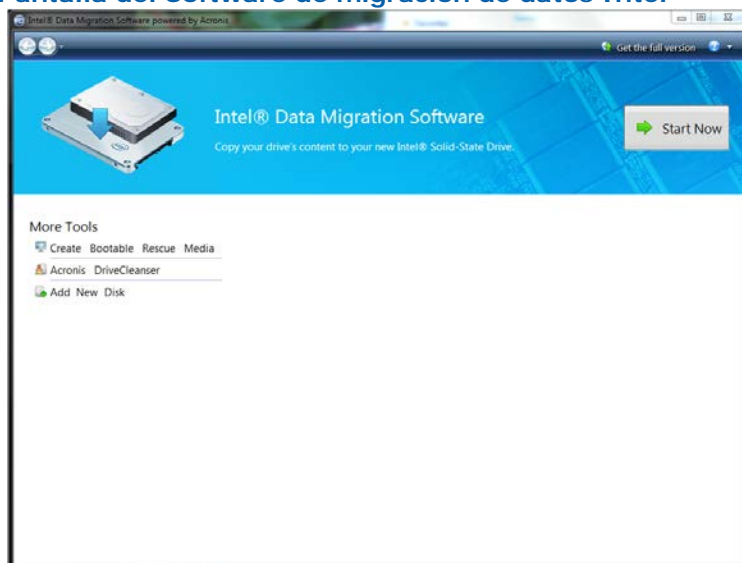 Pantalla del software de migración de datos Intel
Intel® Data Migration Software powered by Acronis
Get the full version
Intel® Data Migration Software
Copy your drive's content to your new Intel® Solid-State Drive.
Start Now
More Tools
Create Bootable Rescue Media
Acronis DriveCleanser
Add New Disk